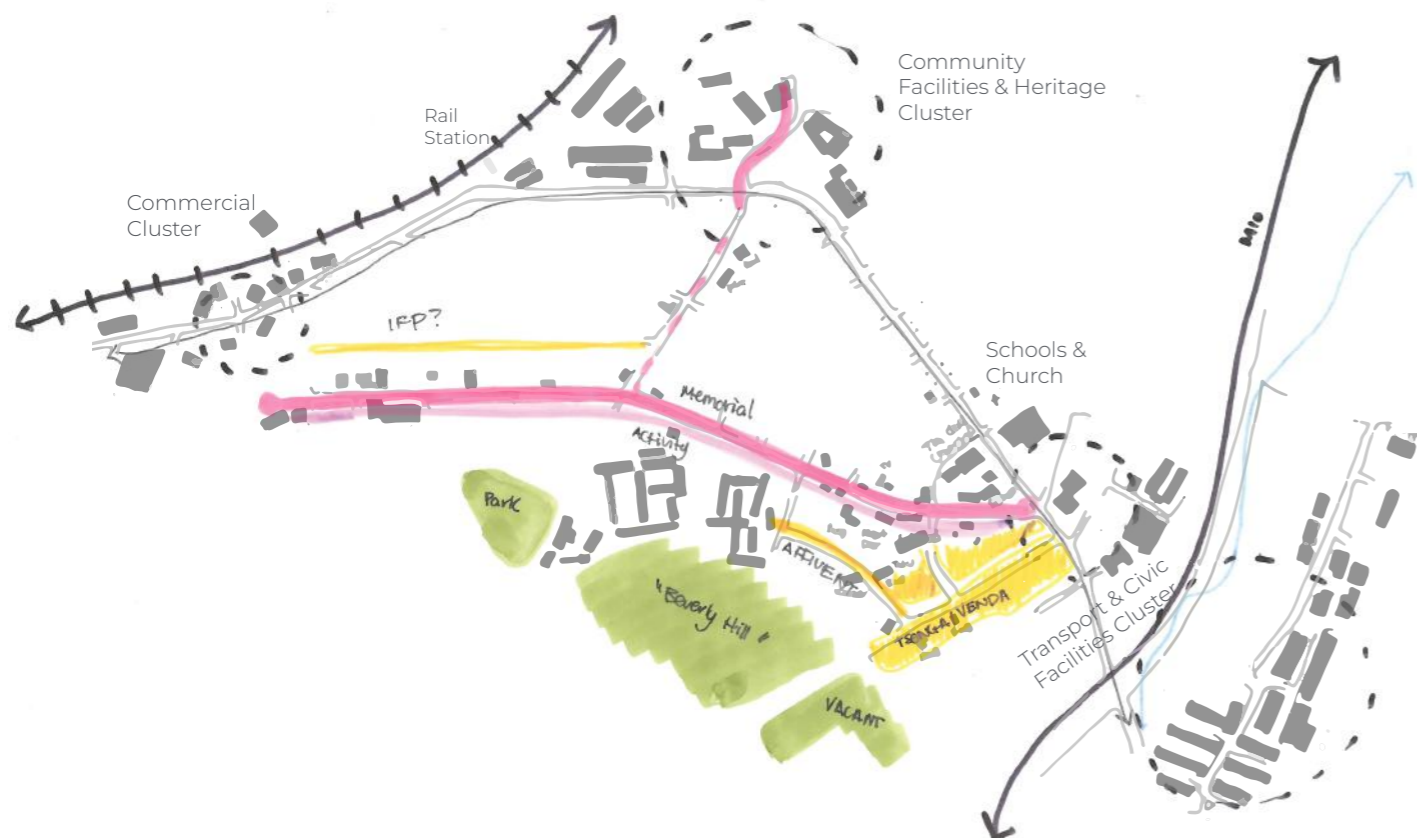 Community
Facilities & Heritage
Cluster
Rail
Station
Commercial
Cluster
IFP?
Schools &
Church
Memorial
Activity
Park
AFFLUENT
"Beverly Hill"
TSONGA/VENDA
VACANT
Transport & Civic
Facilities Cluster